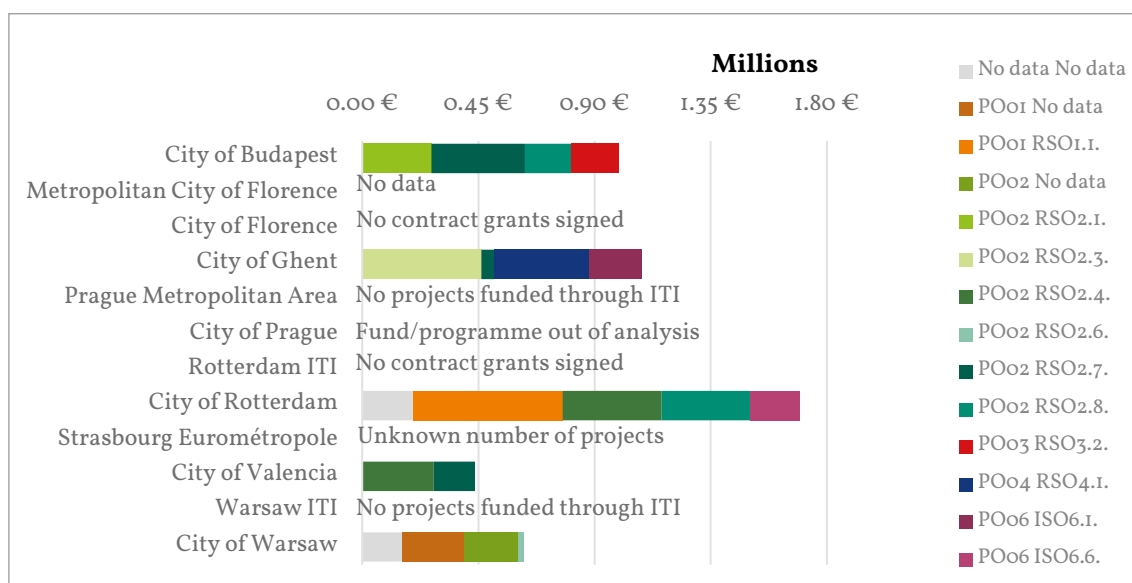 Millions
0.00 € 0.45 € 0.90 € 1.35 € 1.80 €
City of Budapest
Metropolitan City of Florence No data
City of Florence No contract grants signed
City of Ghent
Prague Metropolitan Area No projects funded through ITI
City of Prague Fund/programme out of analysis
Rotterdam ITI No contract grants signed
City of Rotterdam
Strasbourg Eurométropole Unknown number of projects
City of Valencia
Warsaw ITI No projects funded through ITI
City of Warsaw
No data No data
PO01 No data
PO01 RSO1.1.
PO02 No data
PO02 RSO2.1.
PO02 RSO2.3.
PO02 RSO2.4.
PO02 RSO2.6.
PO02 RSO2.7.
PO02 RSO2.8.
PO03 RSO3.2.
PO04 RSO4.1.
PO06 ISO6.1.
PO06 ISO6.6.